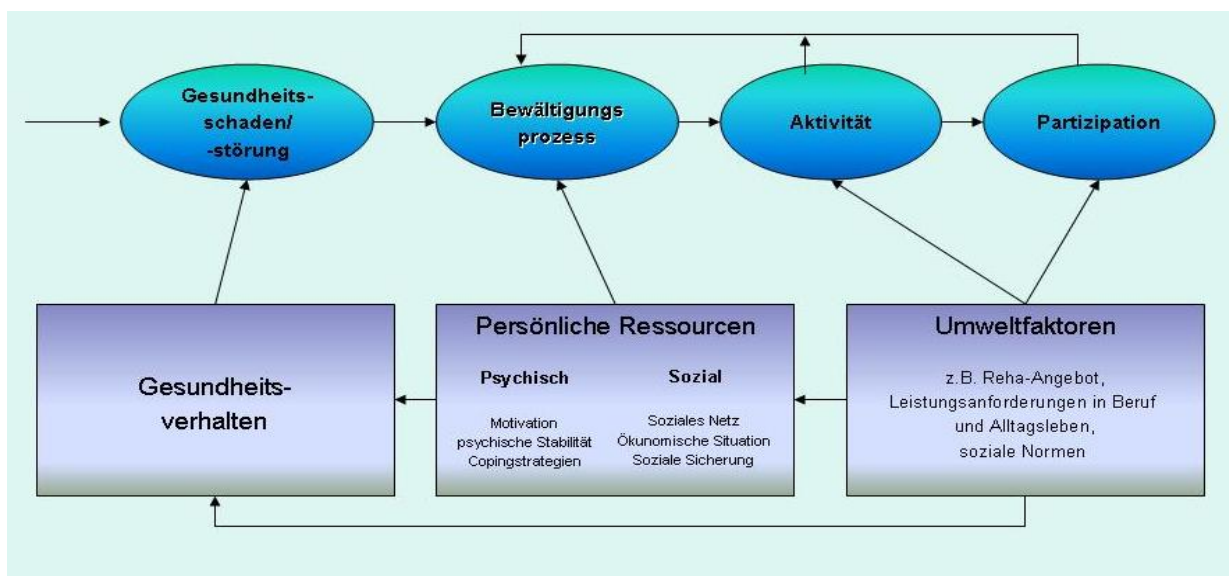 Gesundheits-
schaden/
-störung
Bewältigungs
prozess
Aktivität
Partizipation
Gesundheits-
verhalten
Persönliche Ressourcen
Psychisch
Motivation
psychische Stabilität
Copingstrategien
Sozial
Soziales Netz
Ökunomische Situation
Soziale Sicherung
Umweltfaktoren
z.B. Reha-Angebot,
Leistungsanforderungen in Beruf
und Alltagsleben,
soziale Normen